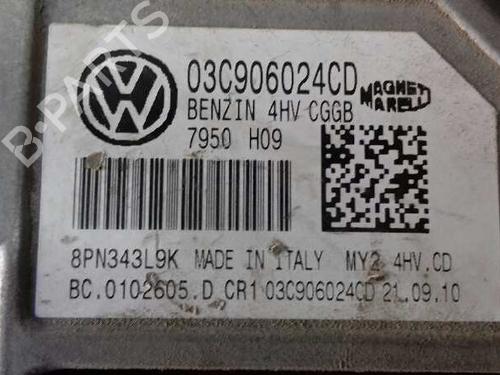 03C906024CD
BENZIN 4HV CGGB
MAGNETI
MARELLI
7950 H09
8PN343L9K MADE IN ITALY MY2 4HV.CD
BC.0102605.D CR1 03C906024CD 21.09.10
B-PARTS